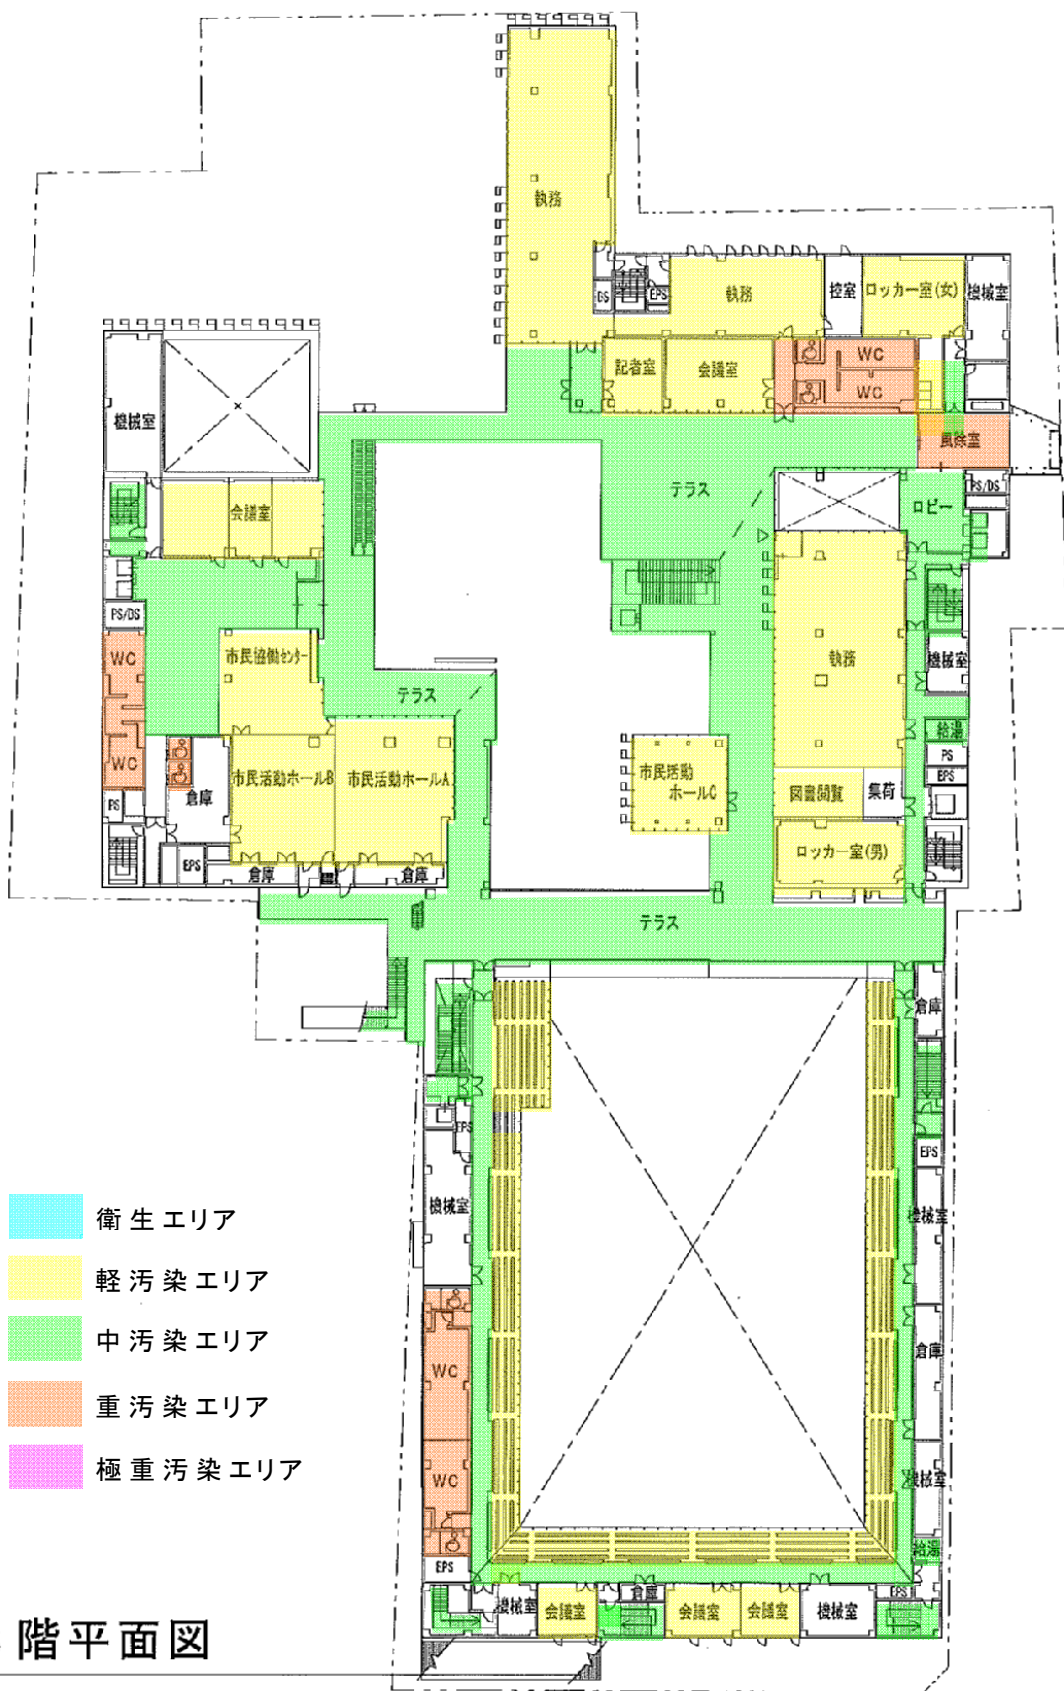 執務
DS
EPS
執務
控室
ロッカー室(女)
機械室
記者室
会議室
WC
WC
風除室
機械室
テラス
ロビー
PS/DS
会議室
PS/DS
WC
WC
PS
市民協働センター
テラス
執務
機械室
給湯
PS
EPS
市民活動ホールB
市民活動ホールA
倉庫
市民活動
ホールC
図書閲覧
集荷
ロッカー室(男)
EPS
倉庫
倉庫
テラス
倉庫
EPS
EPS
機械室
機械室
衛生エリア
軽汚染エリア
中汚染エリア
重汚染エリア
極重汚染エリア
WC
倉庫
WC
機械室
給湯
EPS
EPS
機械室
会議室
倉庫
会議室
会議室
機械室
階平面図